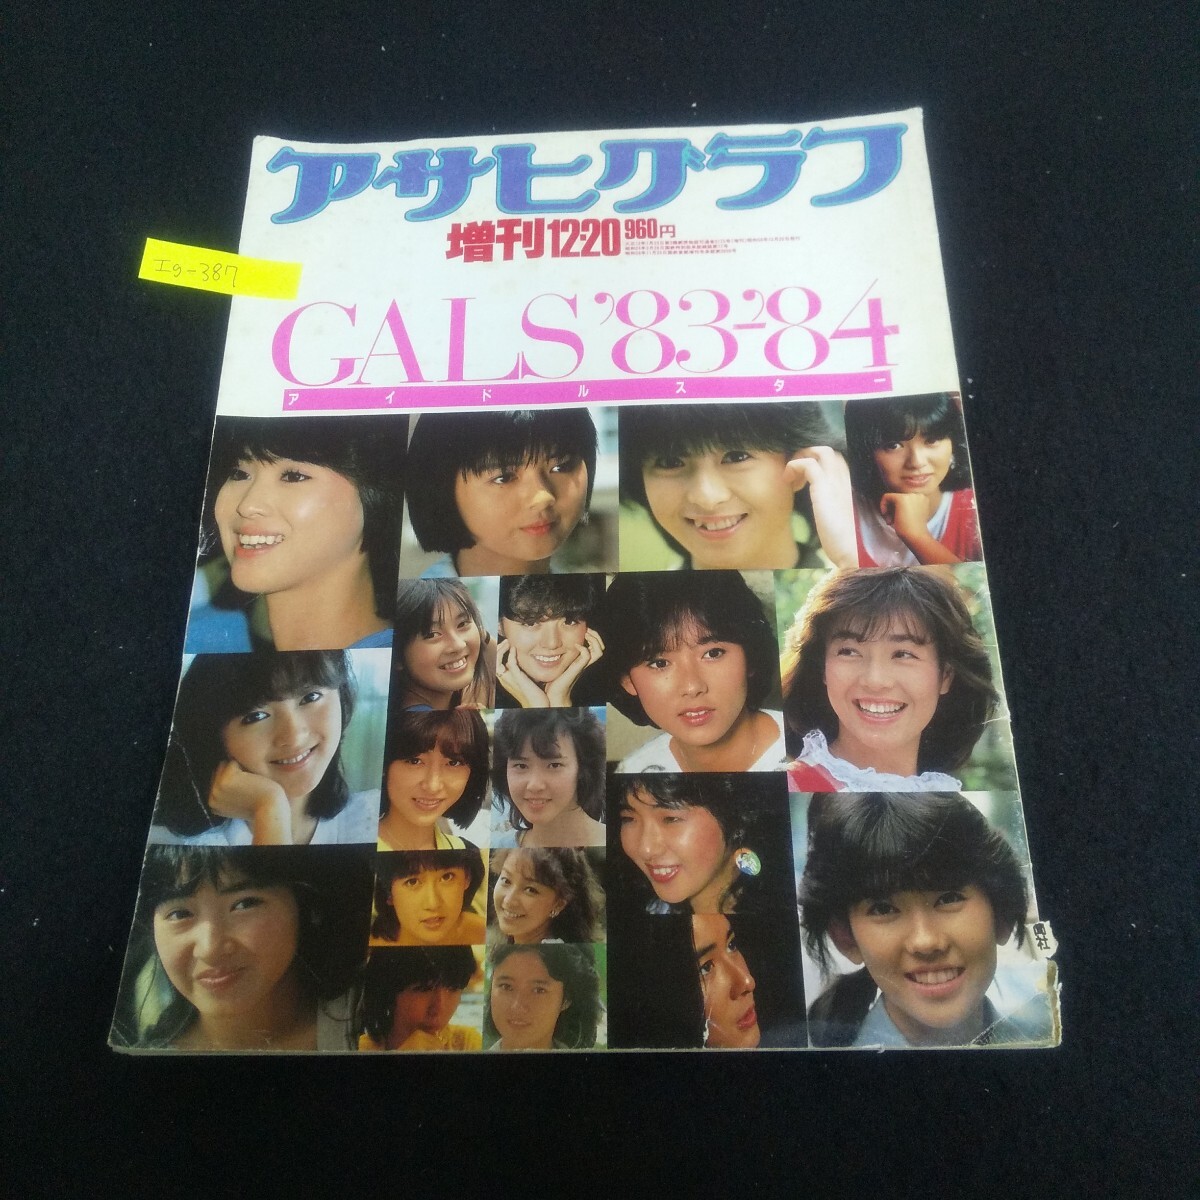 アサヒグラフ
増刊12・20 960円
Ig-387
GALS '83-'84
アイドルスター